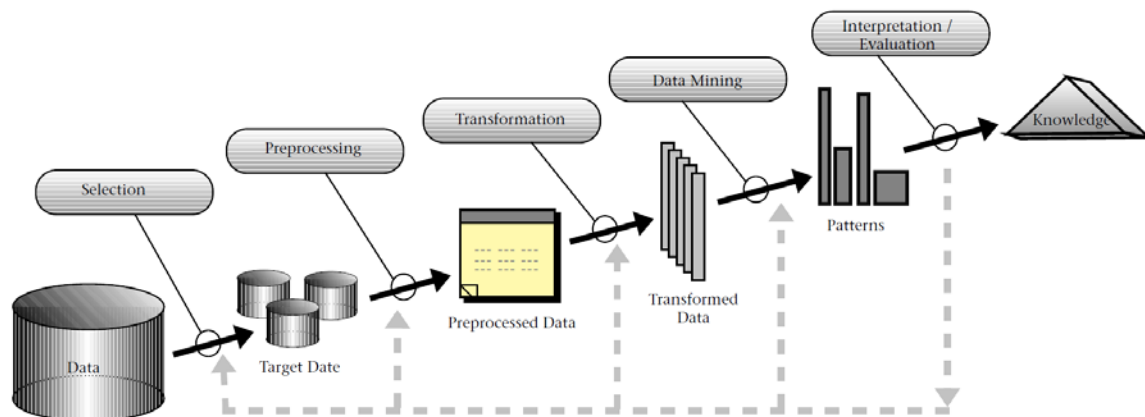 Interpretation /
Evaluation
Data Mining
Transformation
Preprocessing
Selection
Knowledge
Patterns
Transformed
Data
Preprocessed Data
Target Date
Data